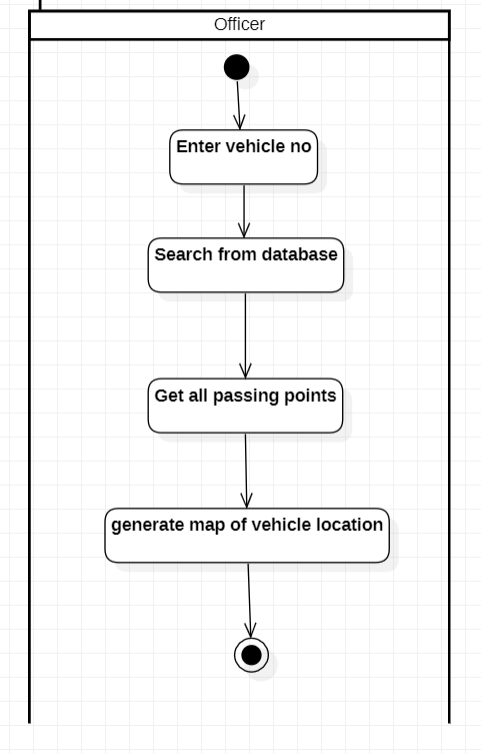 Officer
Enter vehicle no
Search from database
Get all passing points
generate map of vehicle location